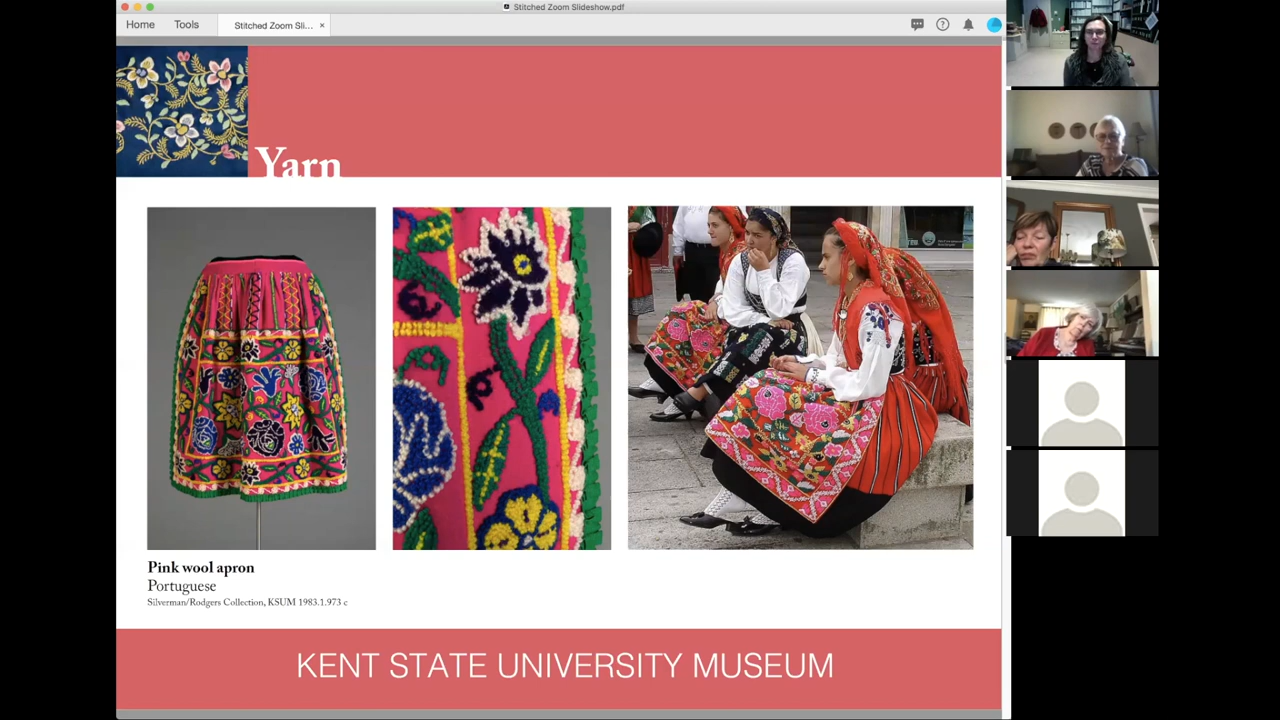 Stitched Zoom Slideshow.pdf
Home Tools Stitched Zoom Sli... ×
Yarn
Pink wool apron
Portuguese
Silverman/Rodgers Collection, KSUM 1983.1.973 c
KENT STATE UNIVERSITY MUSEUM